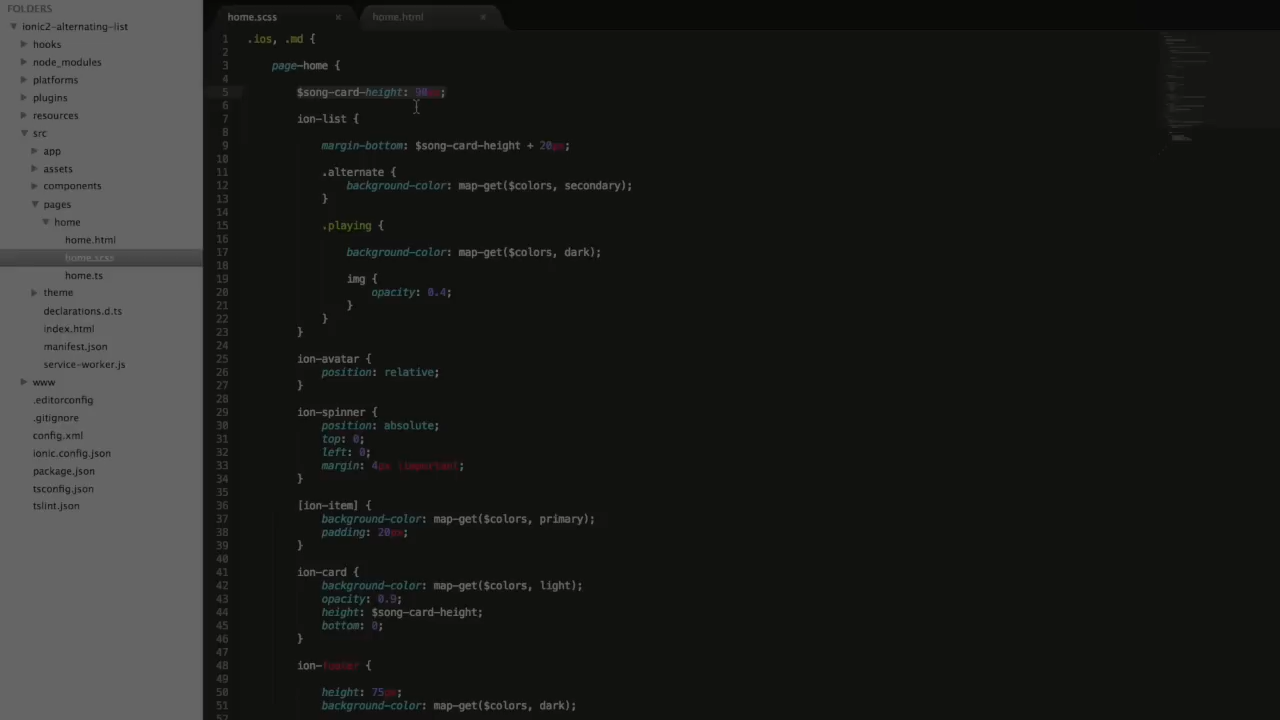 FOLDERS
ionic2-alternating-list
hooks
node_modules
platforms
plugins
resources
src
app
assets
components
pages
home
home.html
home.scss
home.ts
theme
declarations.d.ts
index.html
manifest.json
service-worker.js
www
.editorconfig
.gitignore
config.xml
ionic.config.json
package.json
tsconfig.json
tslint.json
home.scss × home.html ×
1 .ios, .md {
2
3 page-home {
4
5 $song-card-height: 90px;
6
7 ion-list {
8
9 margin-bottom: $song-card-height + 20px;
10
11 .alternate {
12 background-color: map-get($colors, secondary);
13 }
14
15 .playing {
16
17 background-color: map-get($colors, dark);
18
19 img {
20 opacity: 0.4;
21 }
22 }
23 }
24
25 ion-avatar {
26 position: relative;
27 }
28
29 ion-spinner {
30 position: absolute;
31 top: 0;
32 left: 0;
33 margin: 4px !important;
34 }
35
36 [ion-item] {
37 background-color: map-get($colors, primary);
38 padding: 20px;
39 }
40
41 ion-card {
42 background-color: map-get($colors, light);
43 opacity: 0.9;
44 height: $song-card-height;
45 bottom: 0;
46 }
47
48 ion-footer {
49
50 height: 75px;
51 background-color: map-get($colors, dark);
52